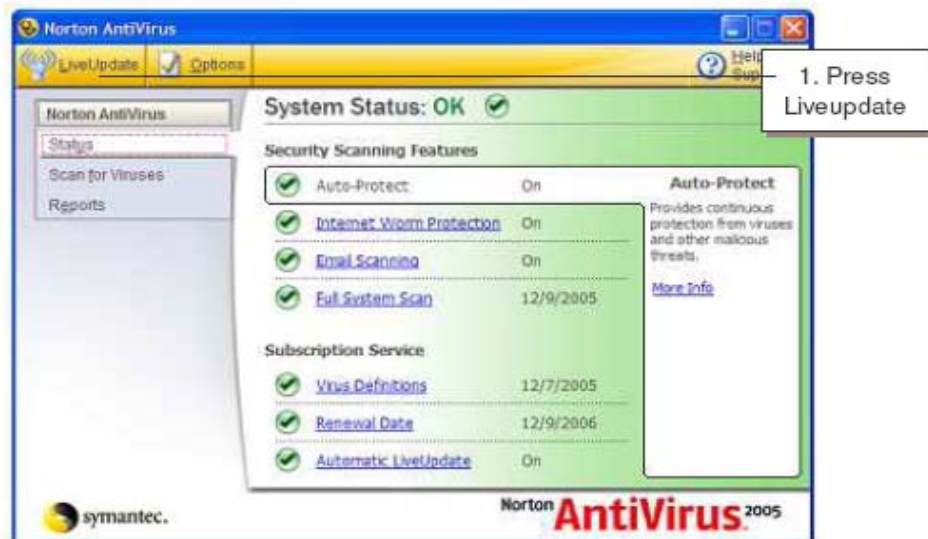 Norton AntiVirus
LiveUpdate
Options
Help
1. Press
Liveupdate
Norton AntiVirus
Status
Scan for Viruses
Reports
System Status: OK
Security Scanning Features
Auto-Protect On
Internet Worm Protection On
Email Scanning On
Full System Scan 12/9/2005
Auto-Protect
Provides continuous
protection from viruses
and other malicious
threats.
More Info
Subscription Service
Virus Definitions 12/7/2005
Renewal Date 12/9/2006
Automatic LiveUpdate On
symantec.
Norton AntiVirus 2005